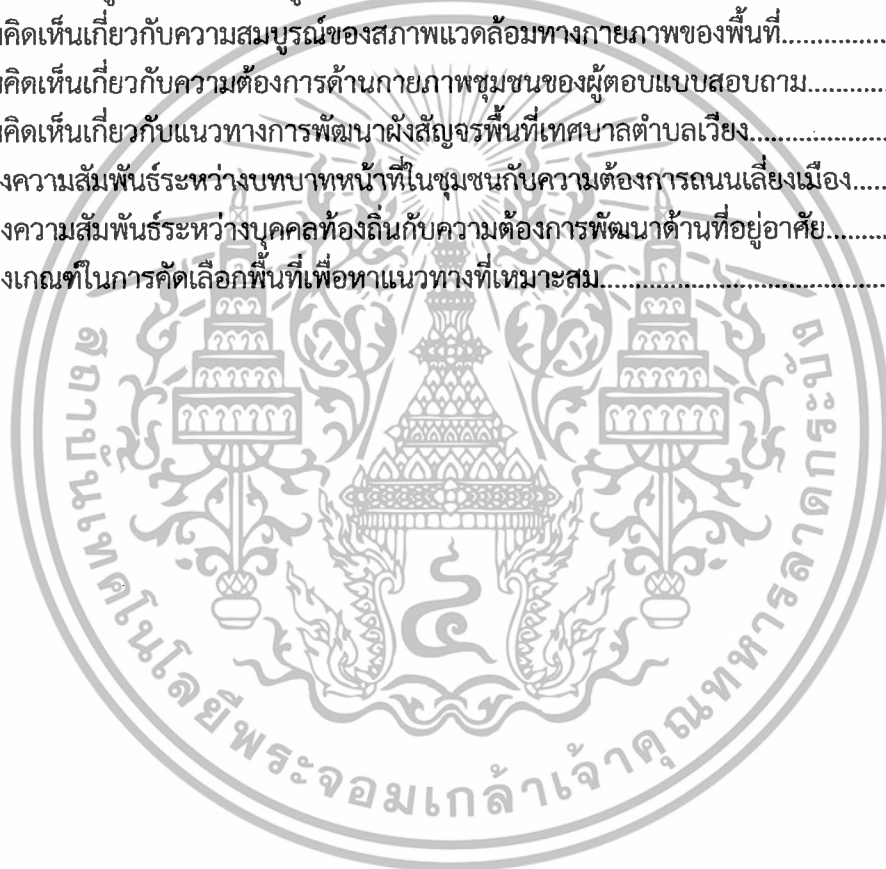 คิดเห็นเกี่ยวกับความสมบูรณ์ของสภาพแวดล้อมทางกายภาพของพื้นที่................
คิดเห็นเกี่ยวกับความต้องการด้านกายภาพชุมชนของผู้ตอบแบบสอบถาม............
คิดเห็นเกี่ยวกับแนวทางการพัฒนาผังสัญจรพื้นที่เทศบาลตำบลเวียง....................
งความสัมพันธ์ระหว่างบทบาทหน้าที่ในชุมชนกับความต้องการถนนเลี่ยงเมือง.....
งความสัมพันธ์ระหว่างบุคคลท้องถิ่นกับความต้องการพัฒนาด้านที่อยู่อาศัย.........
งเกณฑ์ในการคัดเลือกพื้นที่เพื่อหาแนวทางที่เหมาะสม..........................................
สถาบันเทคโนโลยีพระจอมเกล้าเจ้าคุณทหารลาดกระบัง